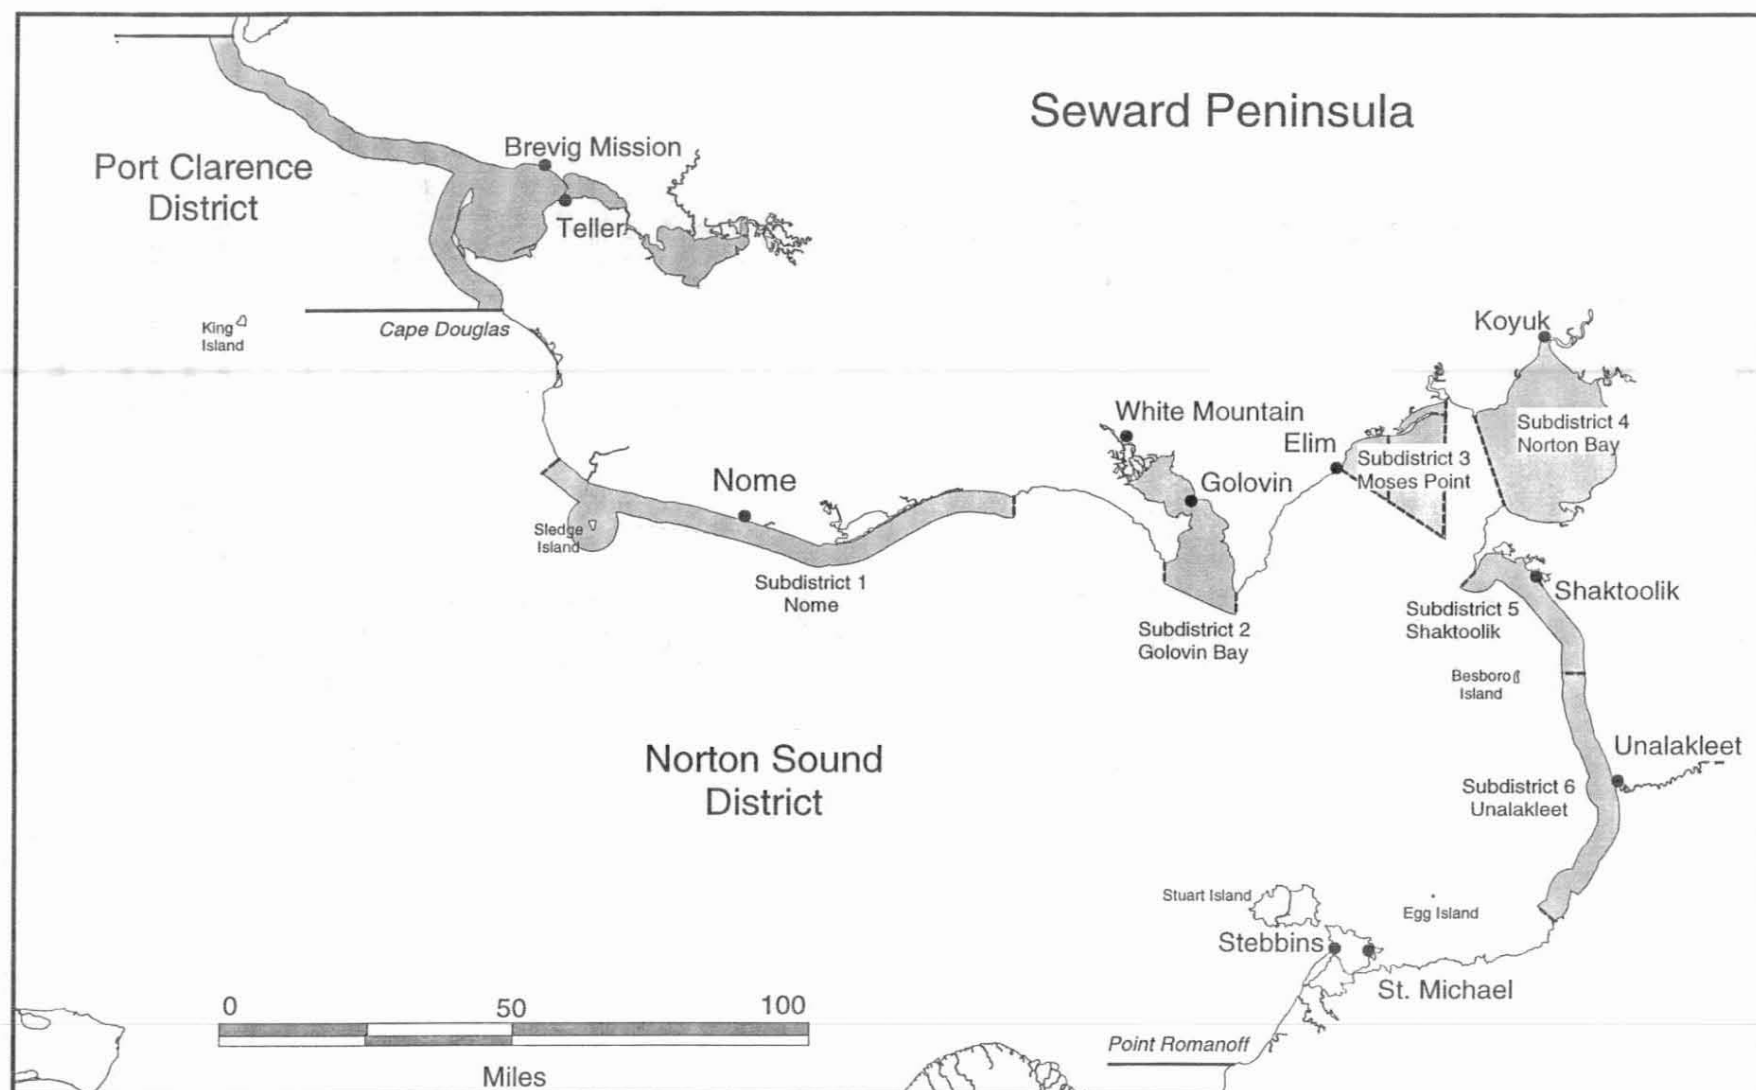 Seward Peninsula
Port Clarence
District
Brevig Mission
Teller
King
Island
Cape Douglas
Koyuk
White Mountain
Elim
Subdistrict 4
Norton Bay
Subdistrict 3
Moses Point
Nome
Golovin
Sledge
Island
Subdistrict 1
Nome
Shaktoolik
Subdistrict 5
Shaktoolik
Subdistrict 2
Golovin Bay
Besboro
Island
Norton Sound
District
Unalakleet
Subdistrict 6
Unalakleet
Stuart Island
Egg Island
Stebbins
St. Michael
0 50 100
Miles
Point Romanoff